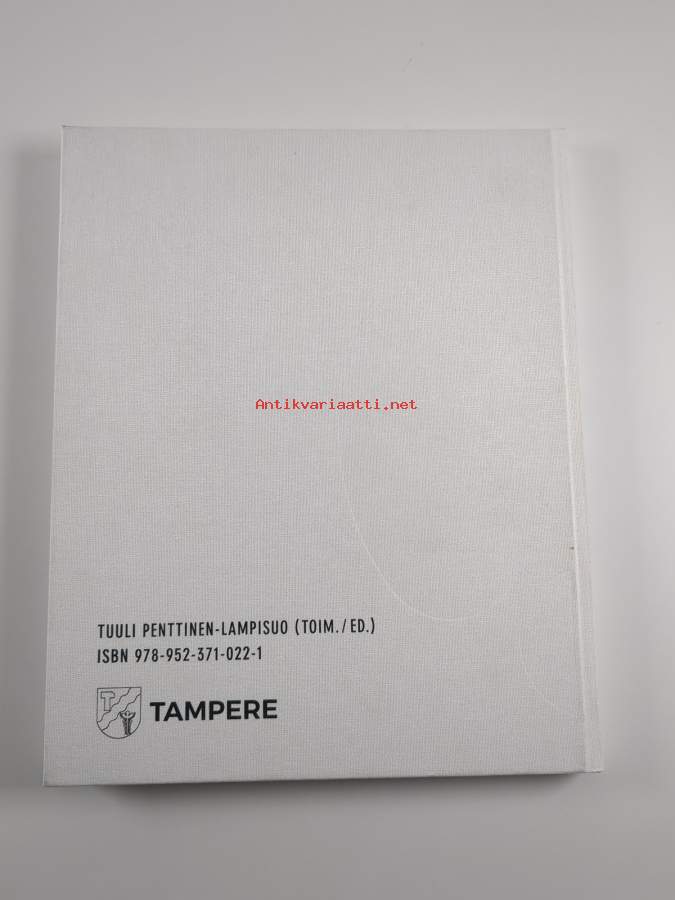 Antikvariaatti.net
TUULI PENTTINEN-LAMPISUO (TOIM./ED.)
ISBN 978-952-371-022-1
T
TAMPERE